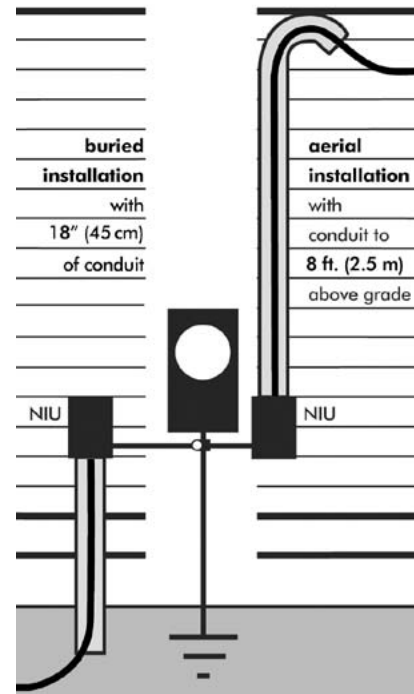 buried
installation
with
18″ (45 cm)
of conduit
aerial
installation
with
conduit to
8 ft. (2.5 m)
above grade
NIU
NIU